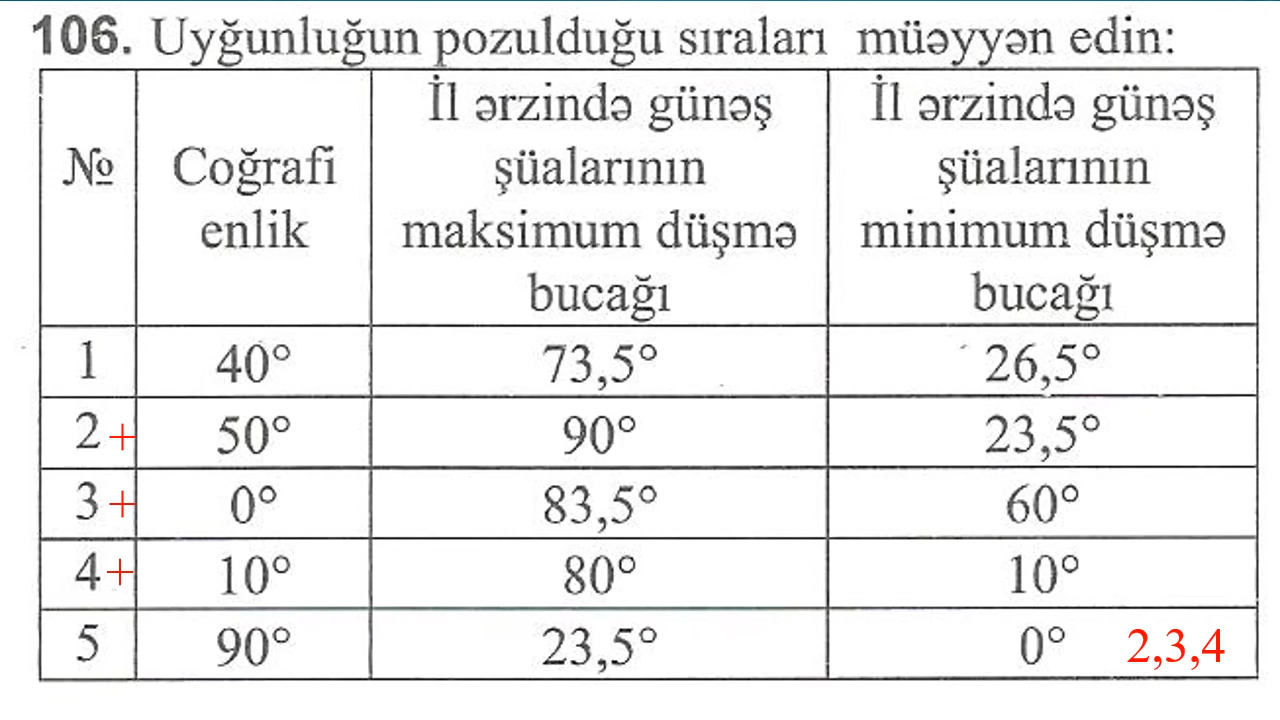 106. Uyğunluğun pozulduğu sıraları müəyyən edin:
№
Coğrafi
enlik
İl ərzində günəş
şüalarının
maksimum düşmə
bucağı
İl ərzində günəş
şüalarının
minimum düşmə
bucağı
1 40° 73,5° 26,5°
2 + 50° 90° 23,5°
3 + 0° 83,5° 60°
4 + 10° 80° 10°
5 90° 23,5° 0° 2,3,4